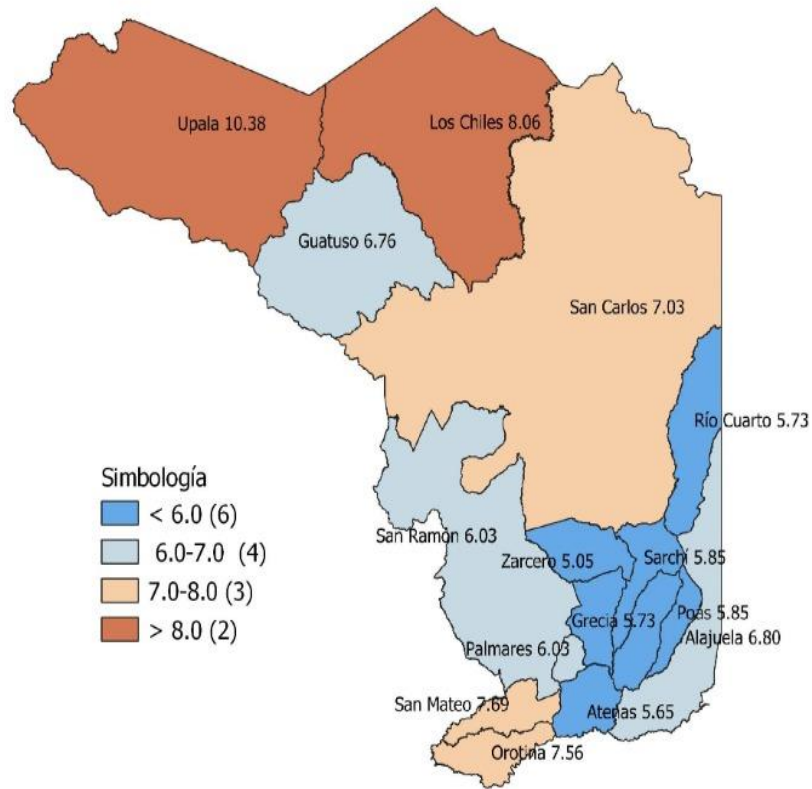 Upala 10.38
Los Chiles 8.06
Guatuso 6.76
San Carlos 7.03
Río Cuarto 5.73
Simbología
< 6.0 (6)
6.0-7.0 (4)
7.0-8.0 (3)
> 8.0 (2)
San Ramón 6.03
Zarcero 5.05
Sarchí 5.85
Grecia 5.73
Poás 5.85
Alajuela 6.80
Palmares 6.03
San Mateo 7.69
Atenas 5.65
Orotina 7.56